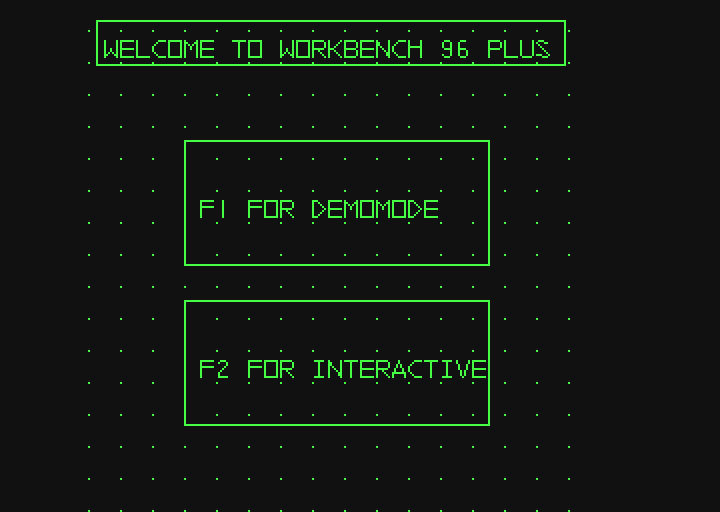 WELCOME TO WORKBENCH 96 PLUS
F1 FOR DEMOMODE
F2 FOR INTERACTIVE